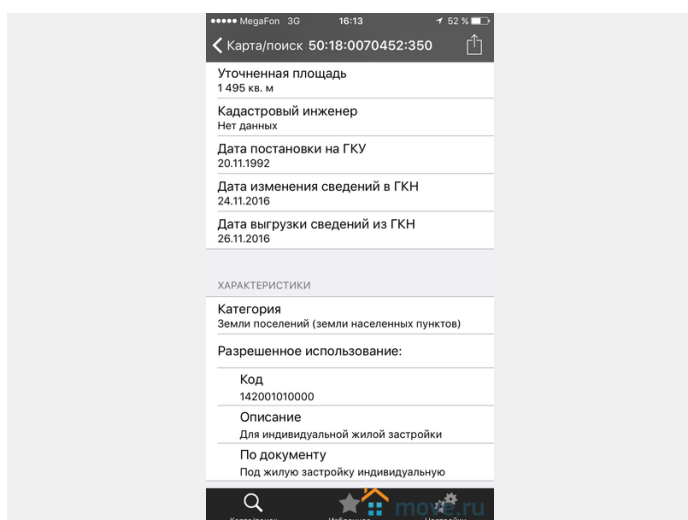 MegaFon 3G 16:13 52 %
Карта/поиск 50:18:0070452:350
Уточненная площадь
1 495 кв. м
Кадастровый инженер
Нет данных
Дата постановки на ГКУ
20.11.1992
Дата изменения сведений в ГКН
24.11.2016
Дата выгрузки сведений из ГКН
26.11.2016
ХАРАКТЕРИСТИКИ
Категория
Земли поселений (земли населенных пунктов)
Разрешенное использование:
Код
142001010000
Описание
Для индивидуальной жилой застройки
По документу
Под жилую застройку индивидуальную
move.ru